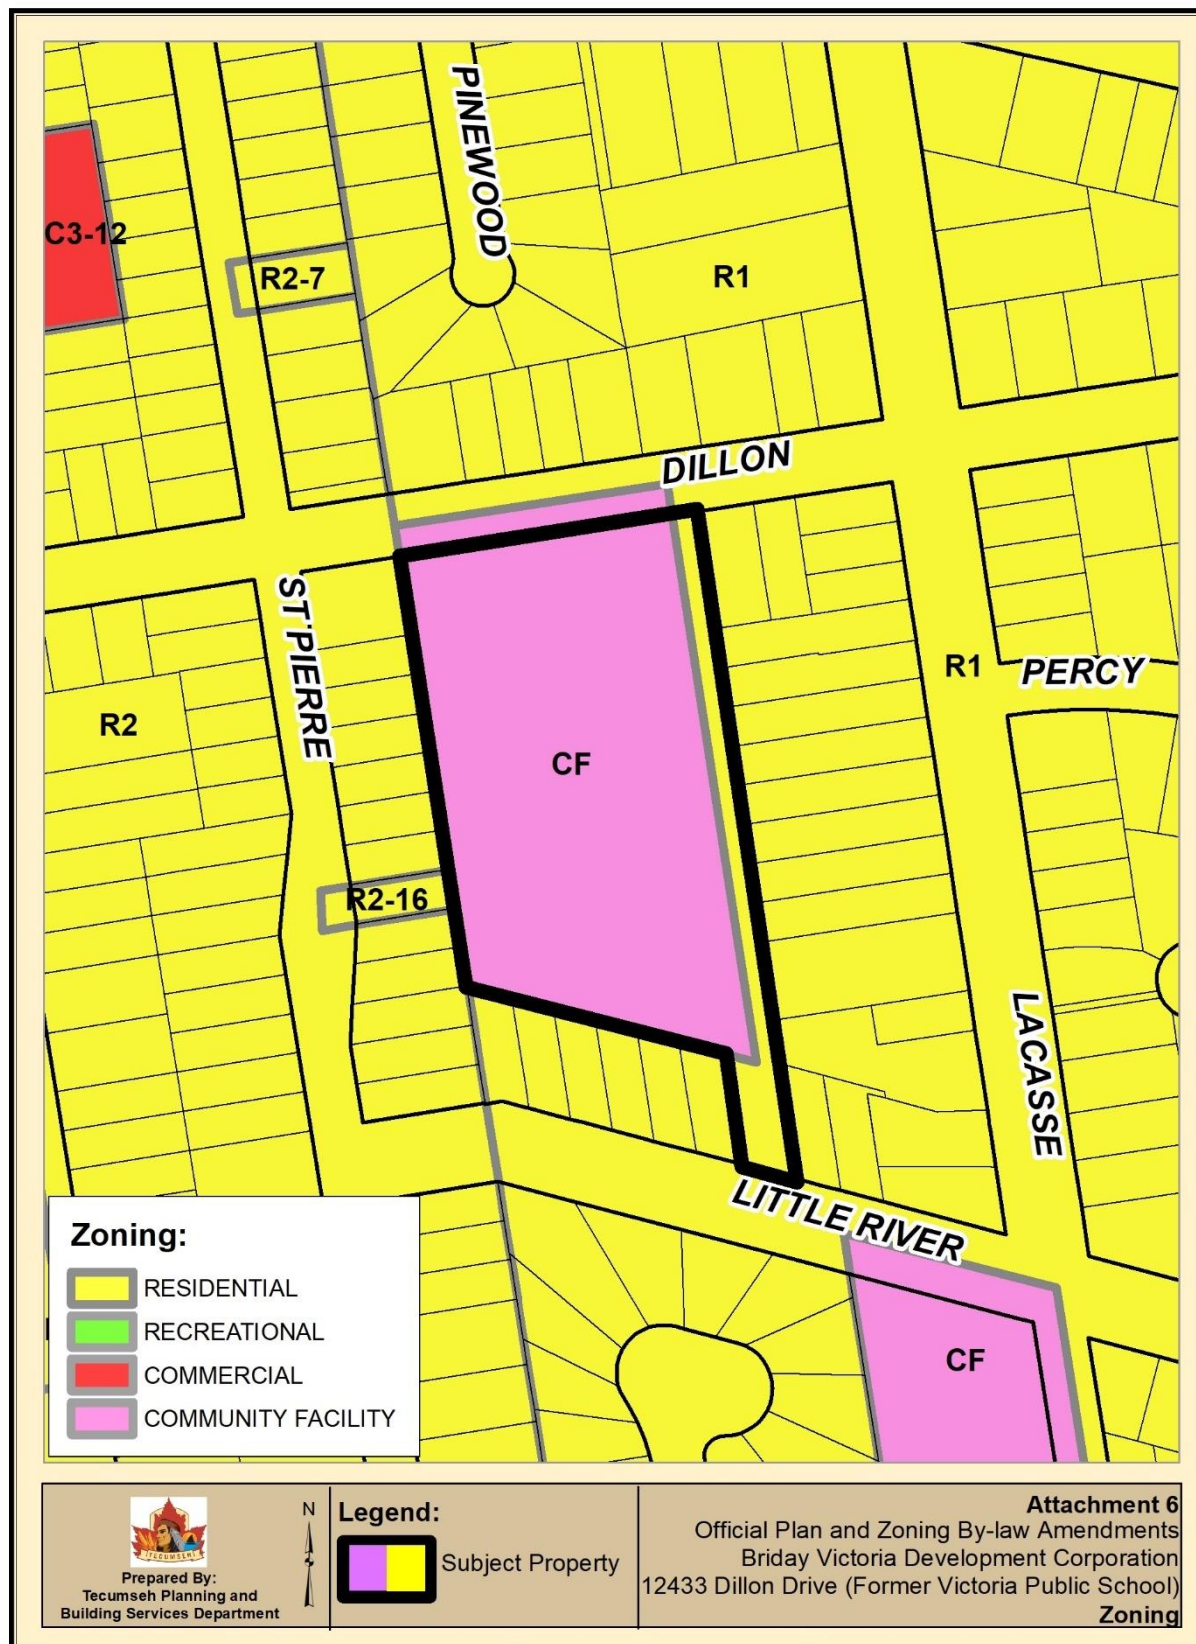 PINEWOOD
C3-12
R2-7
R1
DILLON
ST PIERRE
R1
PERCY
R2
CF
R2-16
LACASSE
LITTLE RIVER
CF
Zoning:
RESIDENTIAL
RECREATIONAL
COMMERCIAL
COMMUNITY FACILITY
TECUMSEH
Prepared By:
Tecumseh Planning and
Building Services Department
N
Legend:
Subject Property
Attachment 6
Official Plan and Zoning By-law Amendments
Briday Victoria Development Corporation
12433 Dillon Drive (Former Victoria Public School)
Zoning